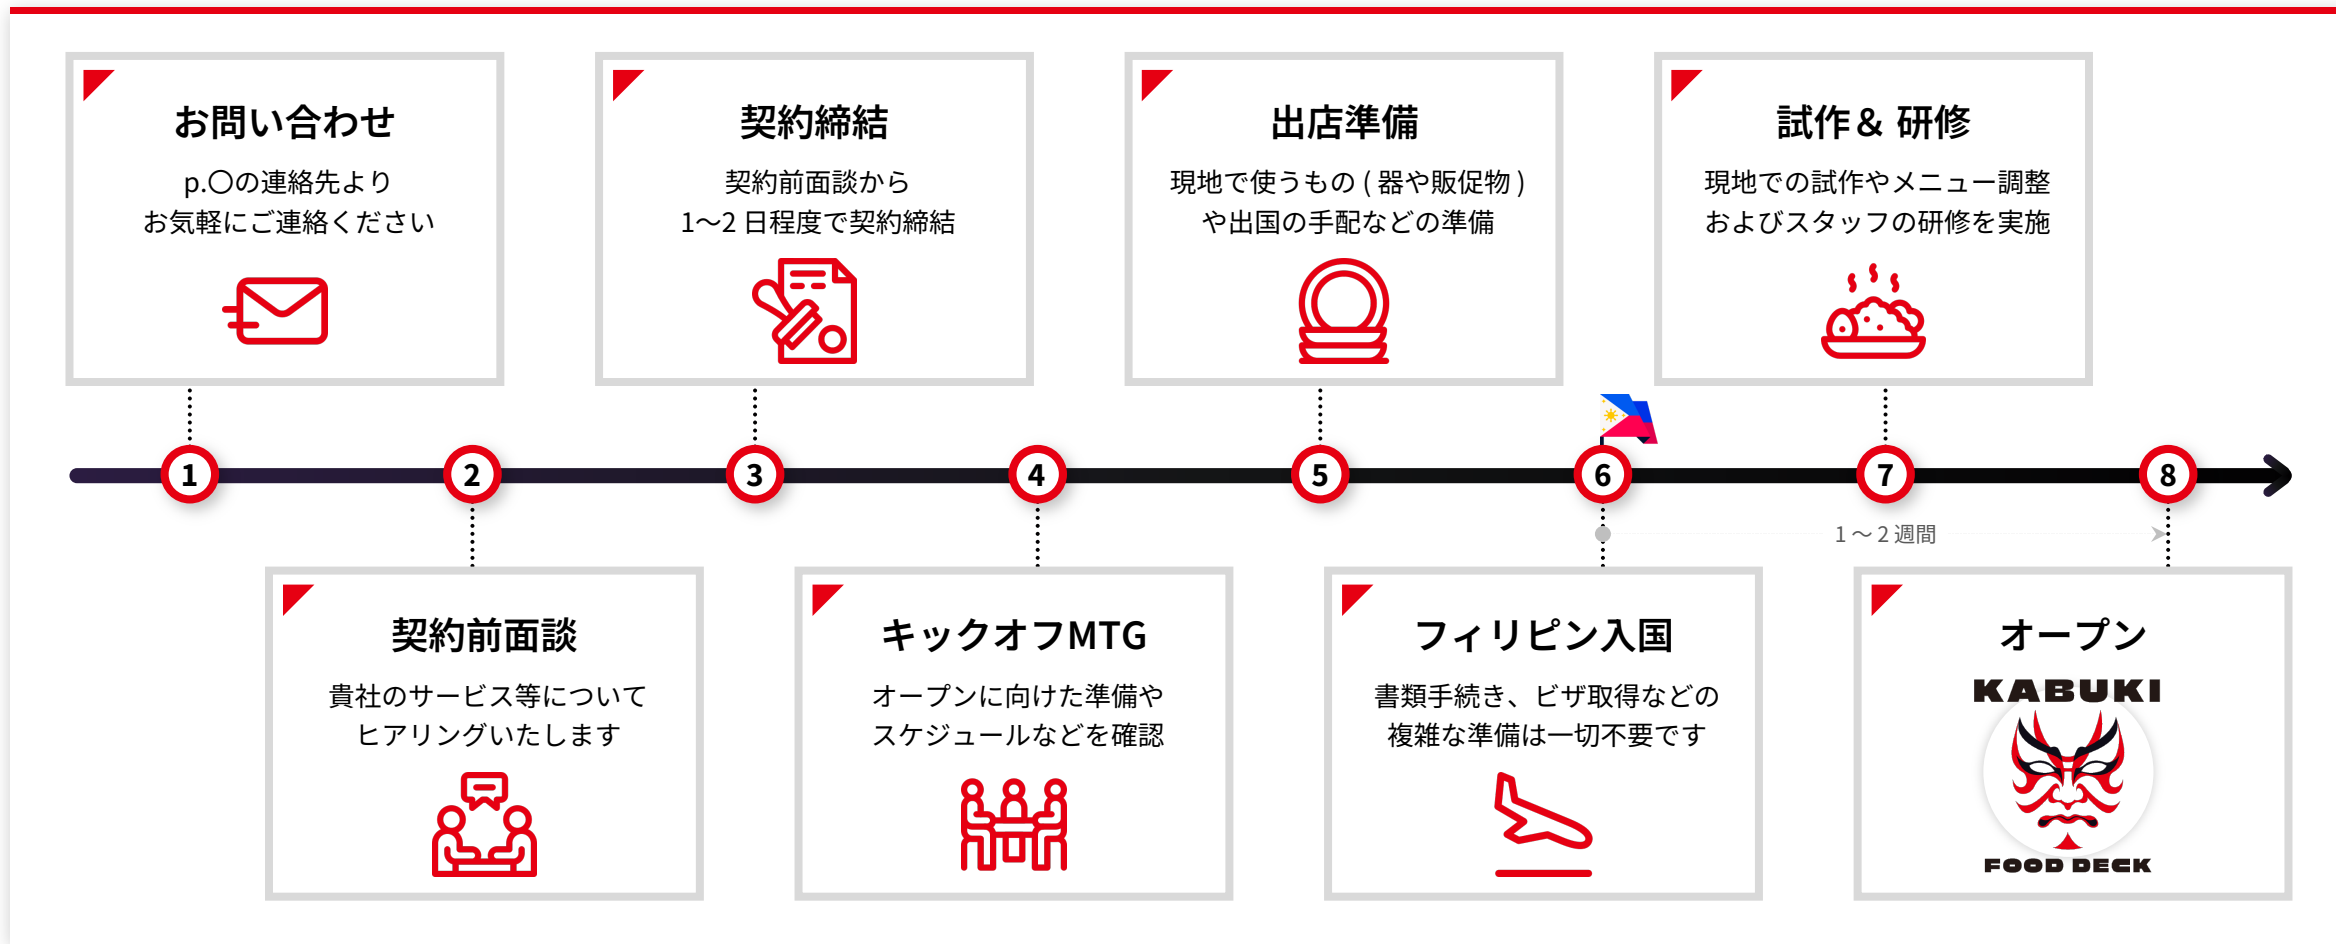 お問い合わせ
p.〇の連絡先より
お気軽にご連絡ください
契約締結
契約前面談から
1〜2 日程度で契約締結
出店準備
現地で使うもの ( 器や販促物 )
や出国の手配などの準備
試作& 研修
現地での試作やメニュー調整
およびスタッフの研修を実施
1
2
3
4
5
6
7
8
1 〜 2 週間
契約前面談
貴社のサービス等について
ヒアリングいたします
キックオフMTG
オープンに向けた準備や
スケジュールなどを確認
フィリピン入国
書類手続き、ビザ取得などの
複雑な準備は一切不要です
オープン
KABUKI
FOOD DECK